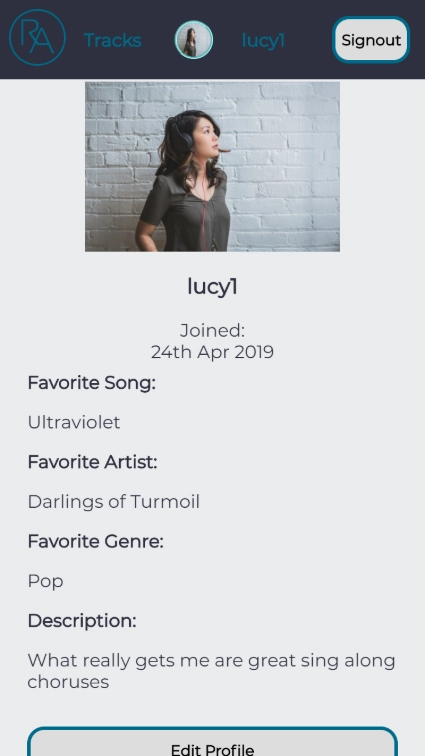 RA Tracks lucy1 Signout
lucy1
Joined:
24th Apr 2019
Favorite Song:
Ultraviolet
Favorite Artist:
Darlings of Turmoil
Favorite Genre:
Pop
Description:
What really gets me are great sing along
choruses
Edit Profile